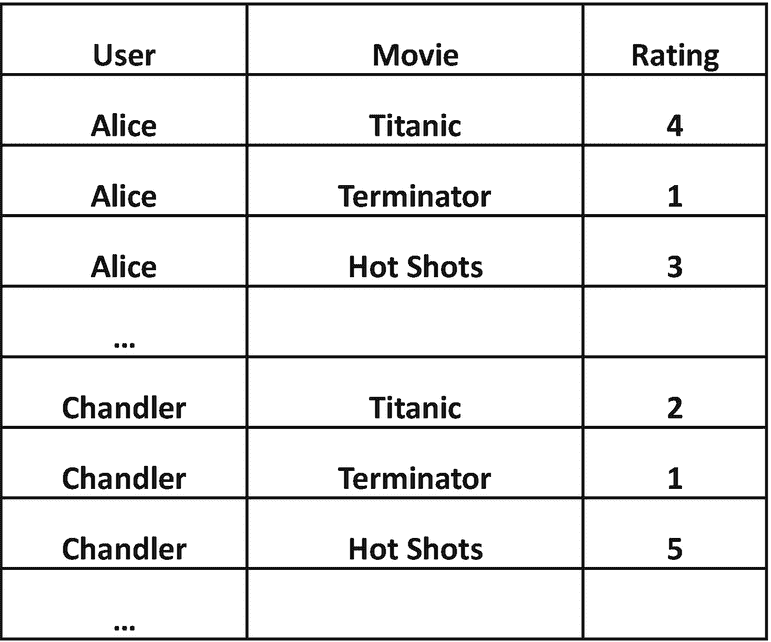 User Movie Rating
Alice Titanic 4
Alice Terminator 1
Alice Hot Shots 3
...
Chandler Titanic 2
Chandler Terminator 1
Chandler Hot Shots 5
...